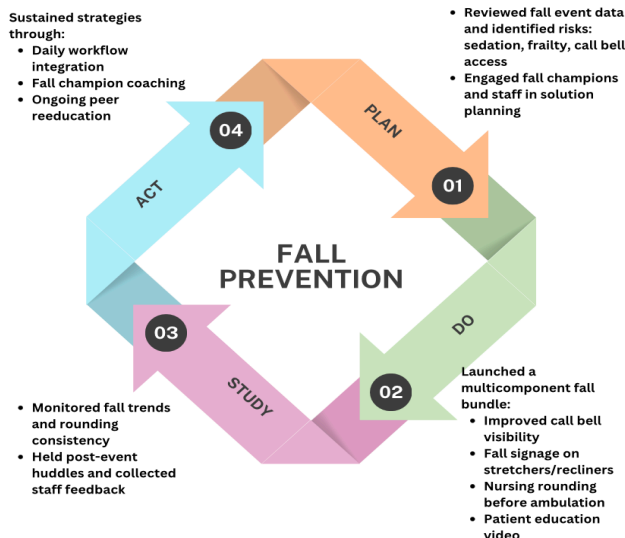 Sustained strategies
through:
• Daily workflow
integration
• Fall champion coaching
• Ongoing peer
reeducation
• Reviewed fall event data
and identified risks:
sedation, frailty, call bell
access
• Engaged fall champions
and staff in solution
planning
04
PLAN
01
ACT
FALL
PREVENTION
DO
03
02
STUDY
• Monitored fall trends
and rounding
consistency
• Held post-event
huddles and collected
staff feedback
Launched a
multicomponent fall
bundle:
• Improved call bell
visibility
• Fall signage on
stretchers/recliners
• Nursing rounding
before ambulation
• Patient education
video